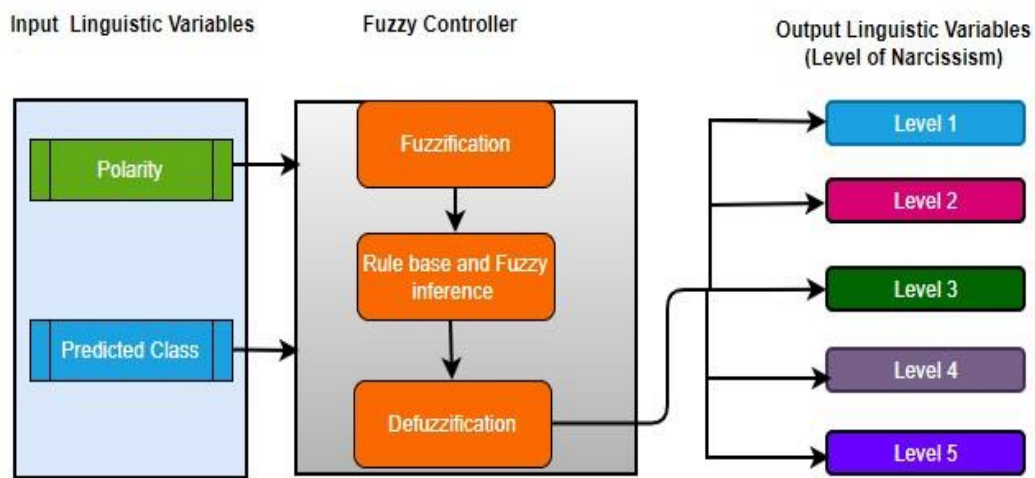 Input Linguistic Variables
Fuzzy Controller
Output Linguistic Variables
(Level of Narcissism)
Polarity
Predicted Class
Fuzzification
Rule base and Fuzzy
inference
Defuzzification
Level 1
Level 2
Level 3
Level 4
Level 5